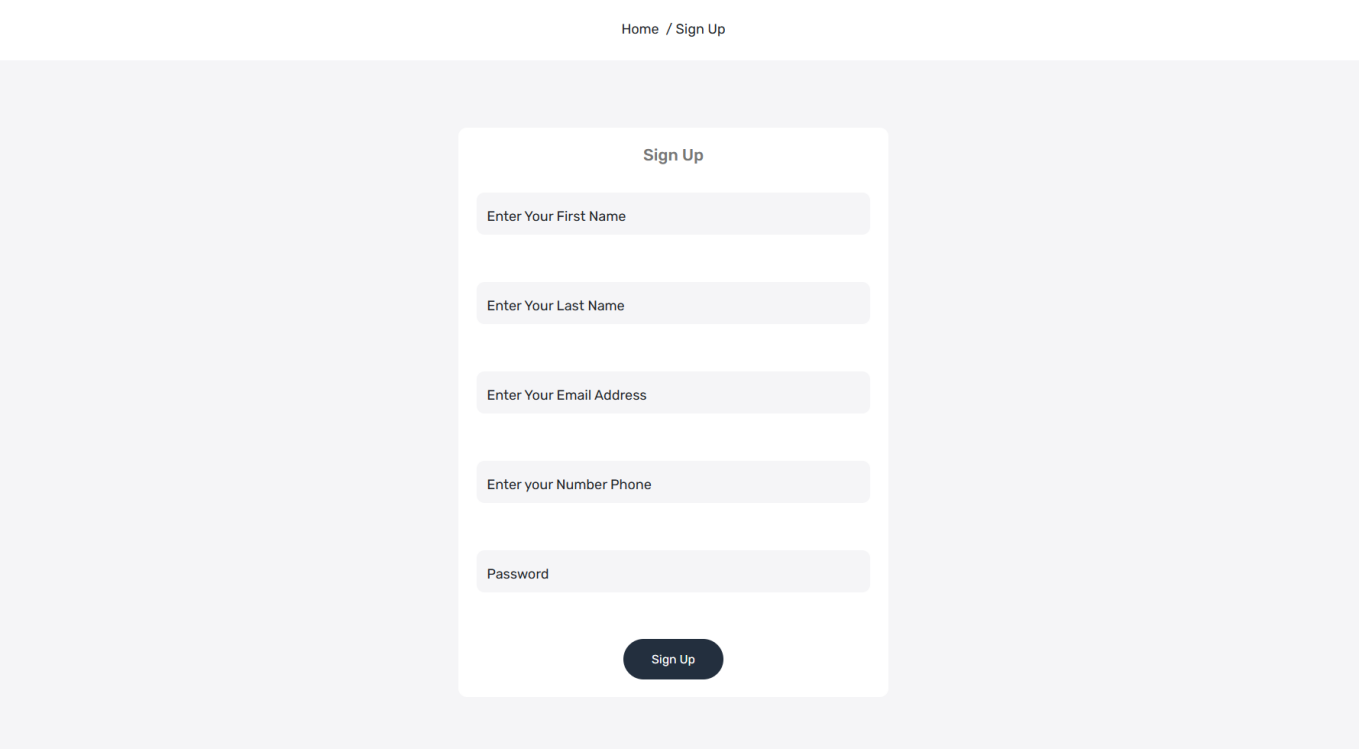 Home / Sign Up
Sign Up
Enter Your First Name
Enter Your Last Name
Enter Your Email Address
Enter your Number Phone
Password
Sign Up